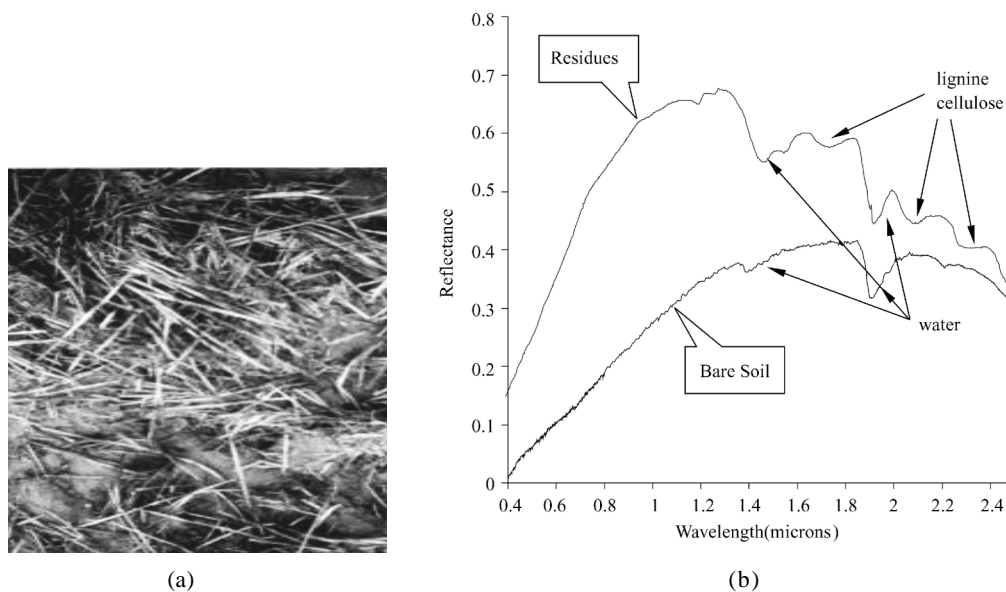 0.8
Residues
0.7
lignine
cellulose
0.6
0.5
0.4
Reflectance
0.3
water
Bare Soil
0.2
0.1
0
0.4 0.6 0.8 1 1.2 1.4 1.6 1.8 2 2.2 2.4
Wavelength(microns)
(a)
(b)